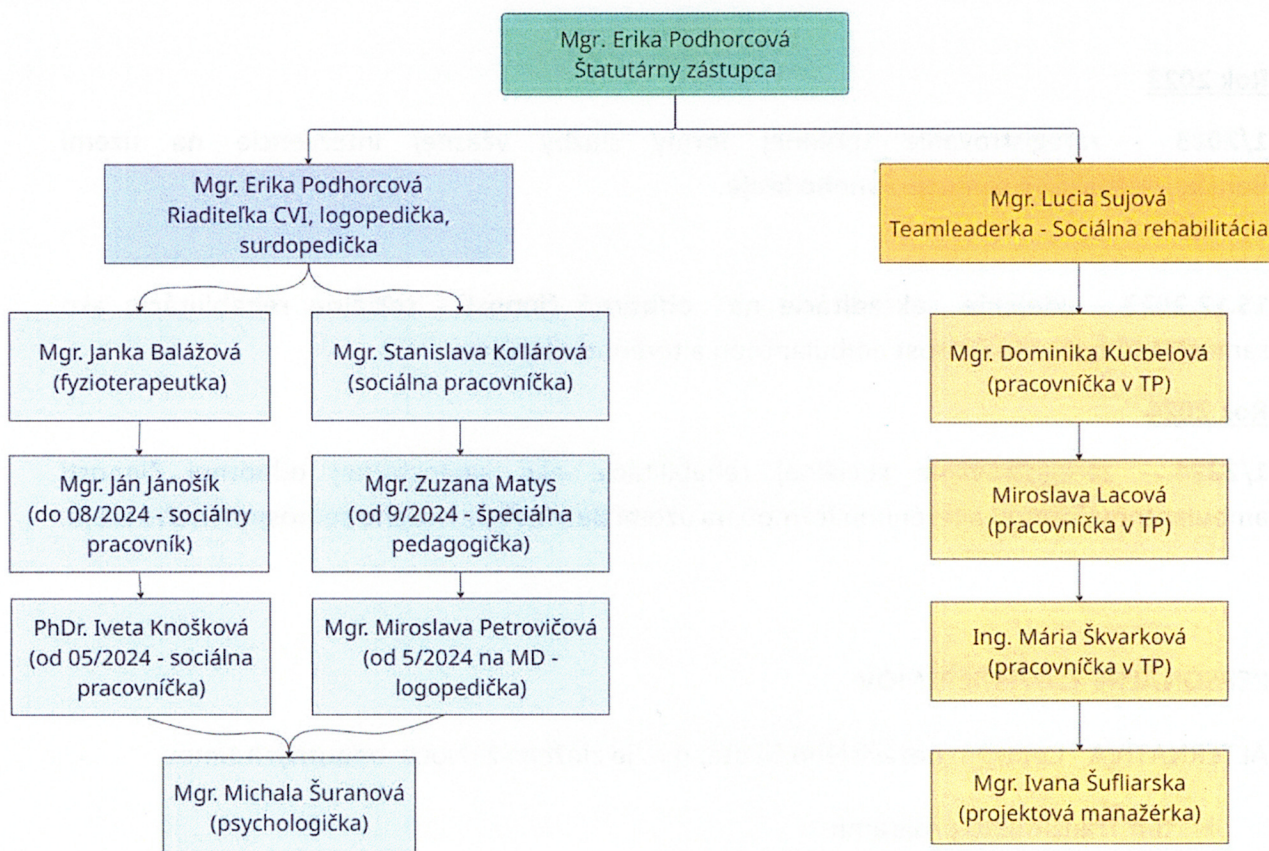 Mgr. Erika Podhorcová
Štatutárny zástupca
Mgr. Erika Podhorcová
Riaditeľka CVI, logopedička,
surdopedička
Mgr. Lucia Sujová
Teamleaderka - Sociálna rehabilitácia
Mgr. Janka Balážová
(fyzioterapeutka)
Mgr. Stanislava Kollárová
(sociálna pracovníčka)
Mgr. Dominika Kucbelová
(pracovníčka v TP)
Mgr. Ján Jánošík
(do 08/2024 - sociálny
pracovník)
Mgr. Zuzana Matys
(od 9/2024 - špeciálna
pedagogička)
Miroslava Lacová
(pracovníčka v TP)
PhDr. Iveta Knošková
(od 05/2024 - sociálna
pracovníčka)
Mgr. Miroslava Petrovičová
(od 5/2024 na MD -
logopedička)
Ing. Mária Škvarková
(pracovníčka v TP)
Mgr. Michala Šuranová
(psychologička)
Mgr. Ivana Šufliarska
(projektová manažérka)